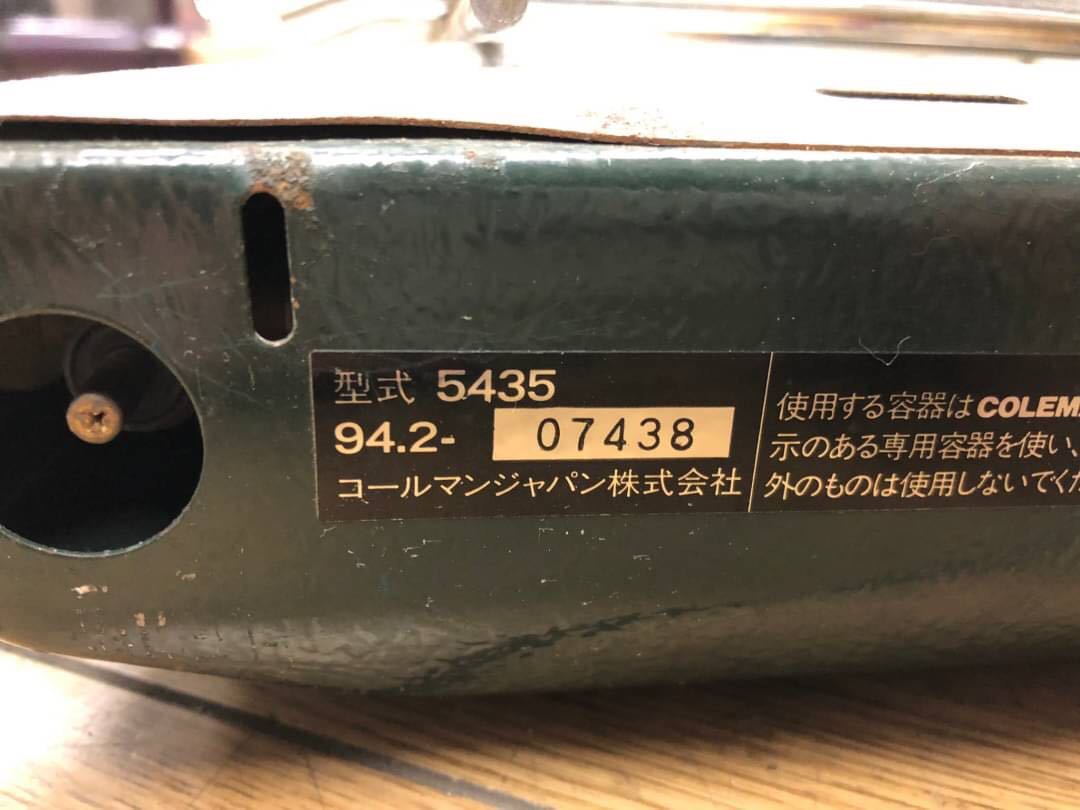 型式 5435
94.2- 07438
コールマンジャパン株式会社
使用する容器はCOLEM
示のある専用容器を使い、
外のものは使用しないでくだ